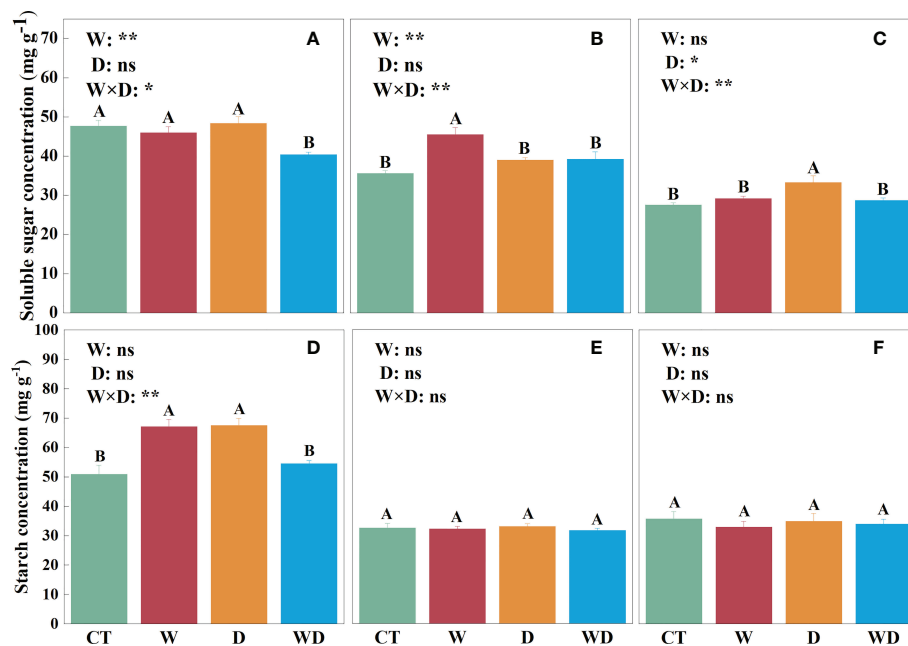 Soluble sugar concentration (mg g⁻¹)
70
60
50
40
30
20
10
0
W: **
D: ns
W×D: *
A
A
A
A
B
W: **
D: ns
W×D: **
B
B
A
B
B
W: ns
D: *
W×D: **
C
B
B
A
B
Starch concentration (mg g⁻¹)
100
90
80
70
60
50
40
30
20
10
0
W: ns
D: ns
W×D: **
D
B
A
A
B
CT W D WD
W: ns
D: ns
W×D: ns
E
A
A
A
A
CT W D WD
W: ns
D: ns
W×D: ns
F
A
A
A
A
CT W D WD